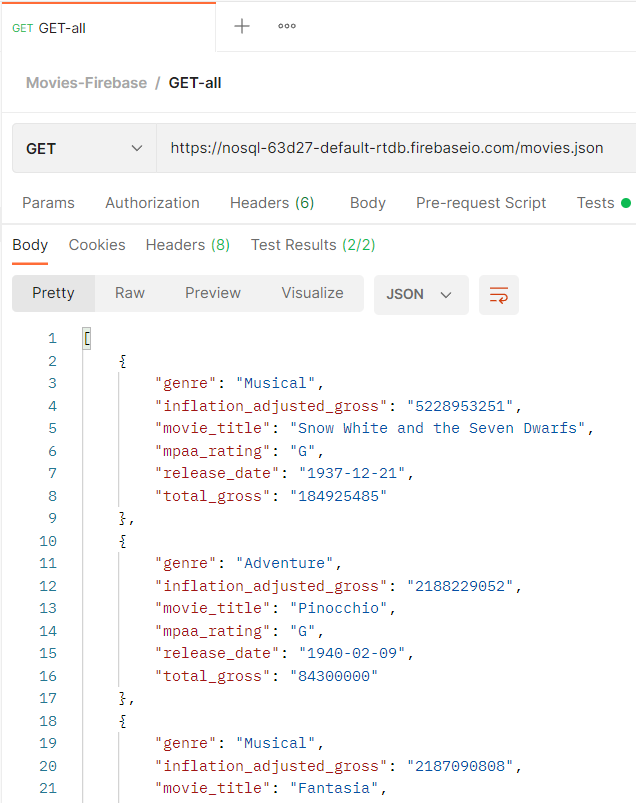 GET GET-all
Movies-Firebase / GET-all
GET https://nosql-63d27-default-rtdb.firebaseio.com/movies.json
Params Authorization Headers (6) Body Pre-request Script Tests
Body Cookies Headers (8) Test Results (2/2)
Pretty Raw Preview Visualize JSON
1 [
2 {
3 "genre": "Musical",
4 "inflation_adjusted_gross": "5228953251",
5 "movie_title": "Snow White and the Seven Dwarfs",
6 "mpaa_rating": "G",
7 "release_date": "1937-12-21",
8 "total_gross": "184925485"
9 },
10 {
11 "genre": "Adventure",
12 "inflation_adjusted_gross": "2188229052",
13 "movie_title": "Pinocchio",
14 "mpaa_rating": "G",
15 "release_date": "1940-02-09",
16 "total_gross": "84300000"
17 },
18 {
19 "genre": "Musical",
20 "inflation_adjusted_gross": "2187090808",
21 "movie_title": "Fantasia",